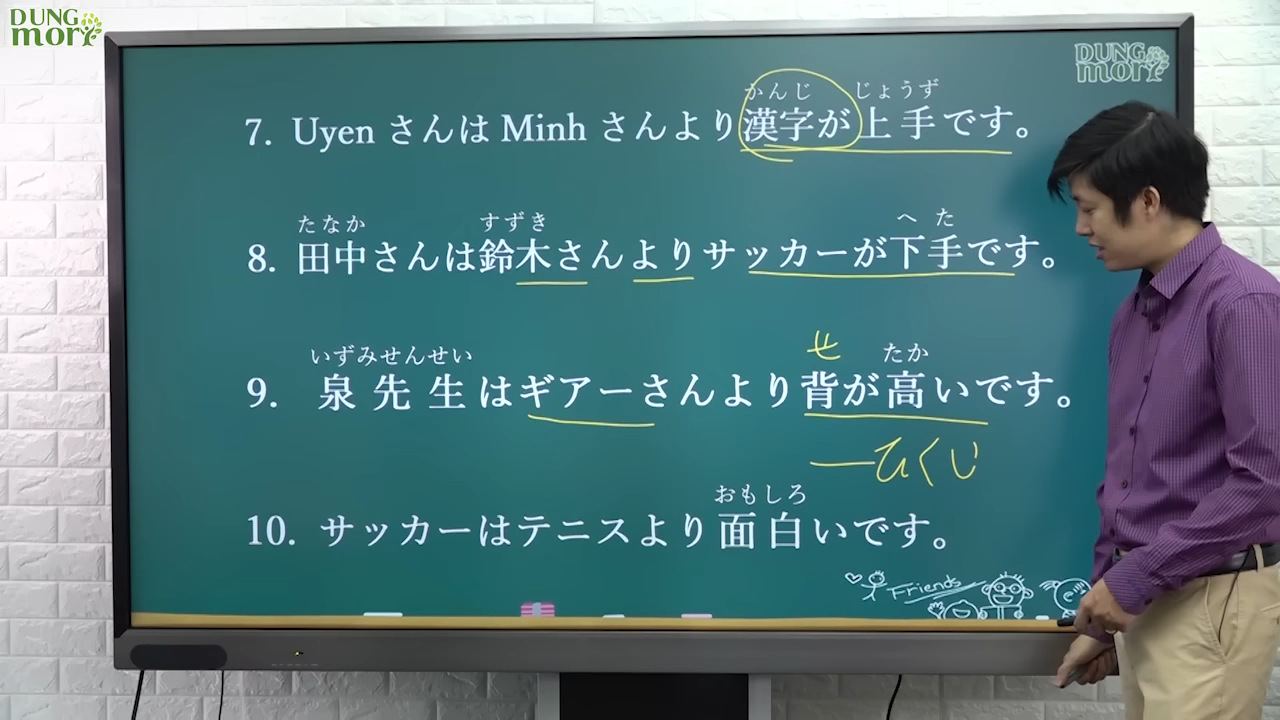 DUNG
mori
DUNG
mori
かんじ じょうず
7. Uyen さんは Minh さんより漢字が上手です。
たなか すずき へた
8. 田中さんは鈴木さんよりサッカーが下手です。
いずみせんせい せ たか
9. 泉先生はギアーさんより背が高いです。
ーひくい
おもしろ
10. サッカーはテニスより面白いです。
Friends